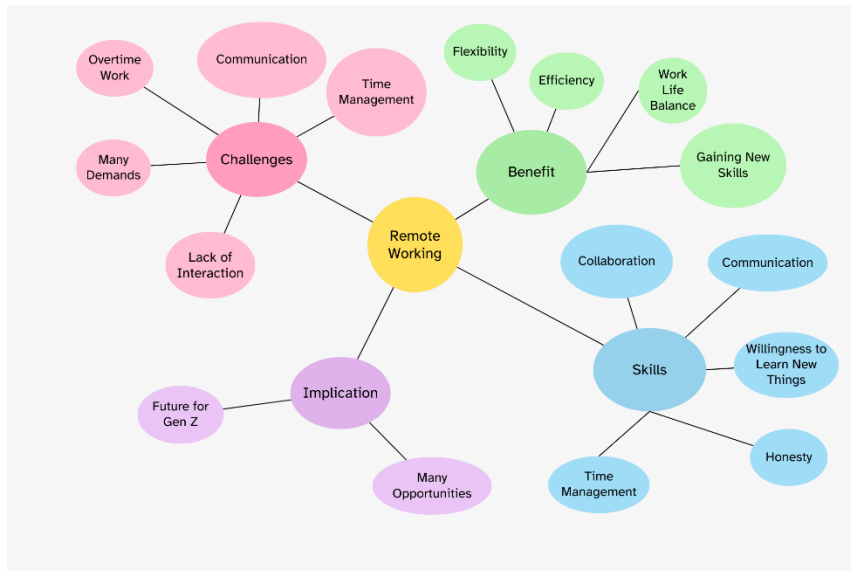 Overtime
Work
Communication
Time
Management
Challenges
Many
Demands
Lack of
Interaction
Flexibility
Efficiency
Work
Life
Balance
Benefit
Gaining New
Skills
Remote
Working
Collaboration
Communication
Skills
Willingness to
Learn New
Things
Honesty
Time
Management
Implication
Future for
Gen Z
Many
Opportunities